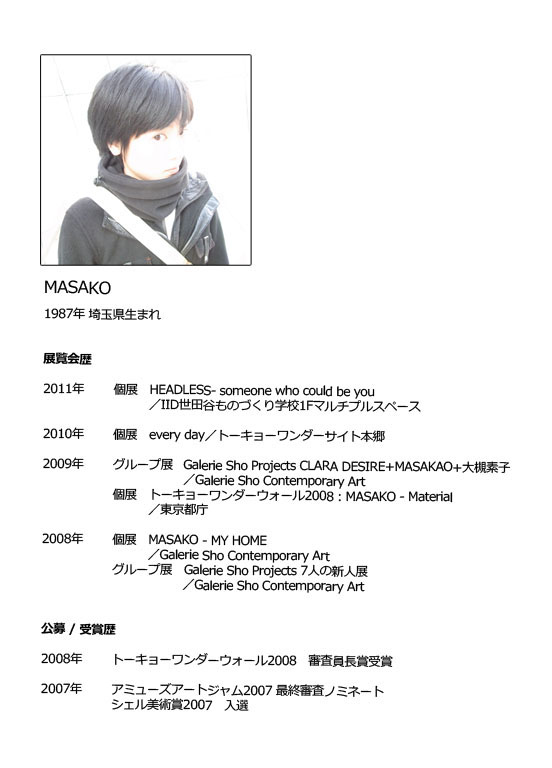 MASAKO
1987年 埼玉県生まれ
展覧会歴
2011年 個展 HEADLESS- someone who could be you
／IID世田谷ものづくり学校1Fマルチプルスペース
2010年 個展 every day／トーキョーワンダーサイト本郷
2009年 グループ展 Galerie Sho Projects CLARA DESIRE+MASAKAO+大槻素子
／Galerie Sho Contemporary Art
個展 トーキョーワンダーウォール2008：MASAKO - Material
／東京都庁
2008年 個展 MASAKO - MY HOME
／Galerie Sho Contemporary Art
グループ展 Galerie Sho Projects 7人の新人展
／Galerie Sho Contemporary Art
公募 / 受賞歴
2008年 トーキョーワンダーウォール2008 審査員長賞受賞
2007年 アミューズアートジャム2007 最終審査ノミネート
シェル美術賞2007 入選